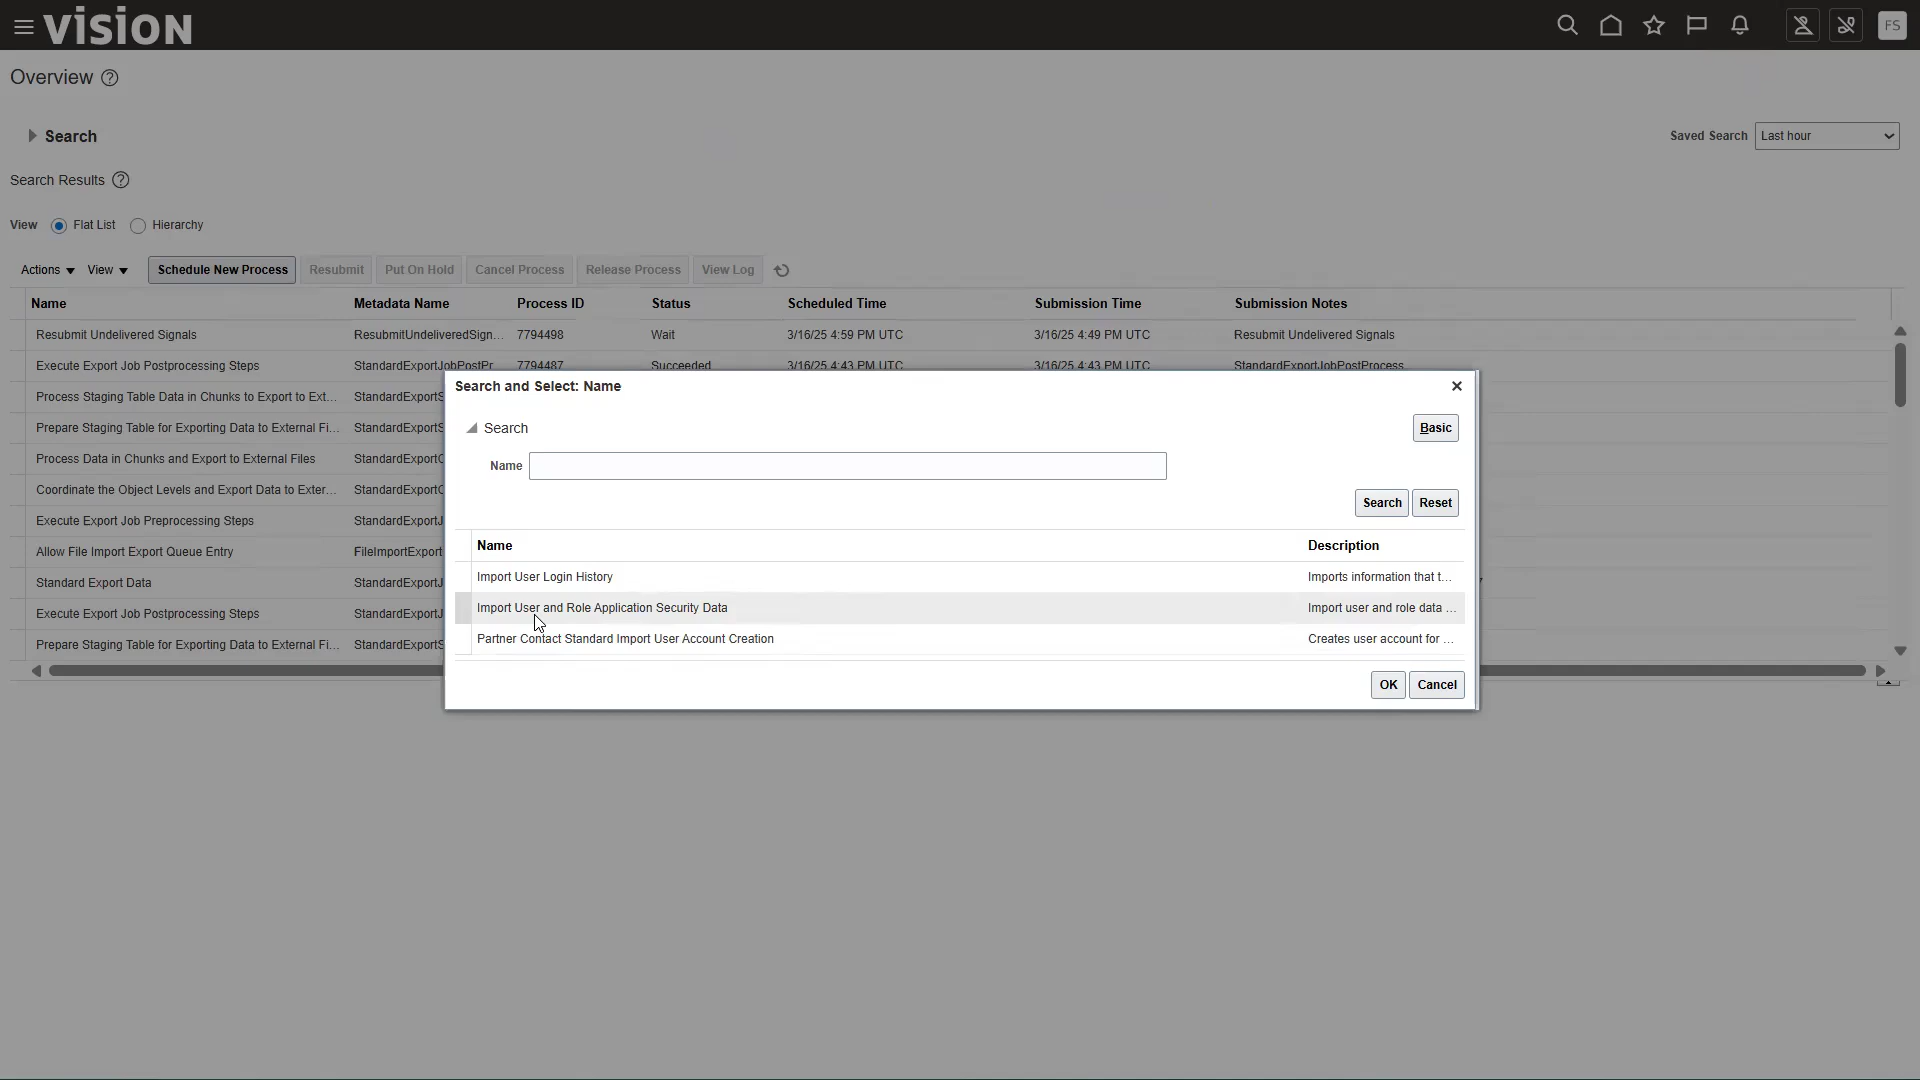 vision
FS
Overview
Search
Saved Search Last hour
Search Results
View Flat List Hierarchy
Actions View Schedule New Process Resubmit Put On Hold Cancel Process Release Process View Log
Name Metadata Name Process ID Status Scheduled Time Submission Time Submission Notes
Resubmit Undelivered Signals ResubmitUndeliveredSign... 7794498 Wait 3/16/25 4:59 PM UTC 3/16/25 4:49 PM UTC Resubmit Undelivered Signals
Execute Export Job Postprocessing Steps StandardExportJobPostPr 7794487 Succeeded 3/16/25 4:43 PM UTC 3/16/25 4:43 PM UTC StandardExportJobPostProcess
Process Staging Table Data in Chunks to Export to Ext... StandardExportS
Prepare Staging Table for Exporting Data to External Fi... StandardExportS
Process Data in Chunks and Export to External Files StandardExportC
Coordinate the Object Levels and Export Data to Exter... StandardExportC
Execute Export Job Preprocessing Steps StandardExportJ
Allow File Import Export Queue Entry FileImportExport
Standard Export Data StandardExportJ
Execute Export Job Postprocessing Steps StandardExportJ
Prepare Staging Table for Exporting Data to External Fi... StandardExportS
Search and Select: Name
Search
Basic
Name
Search Reset
Name Description
Import User Login History Imports information that t...
Import User and Role Application Security Data Import user and role data ...
Partner Contact Standard Import User Account Creation Creates user account for ...
OK Cancel